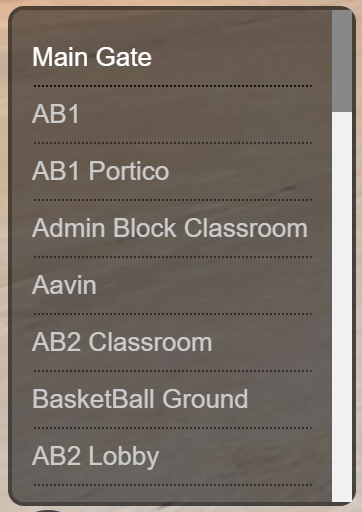 Main Gate
AB1
AB1 Portico
Admin Block Classroom
Aavin
AB2 Classroom
BasketBall Ground
AB2 Lobby